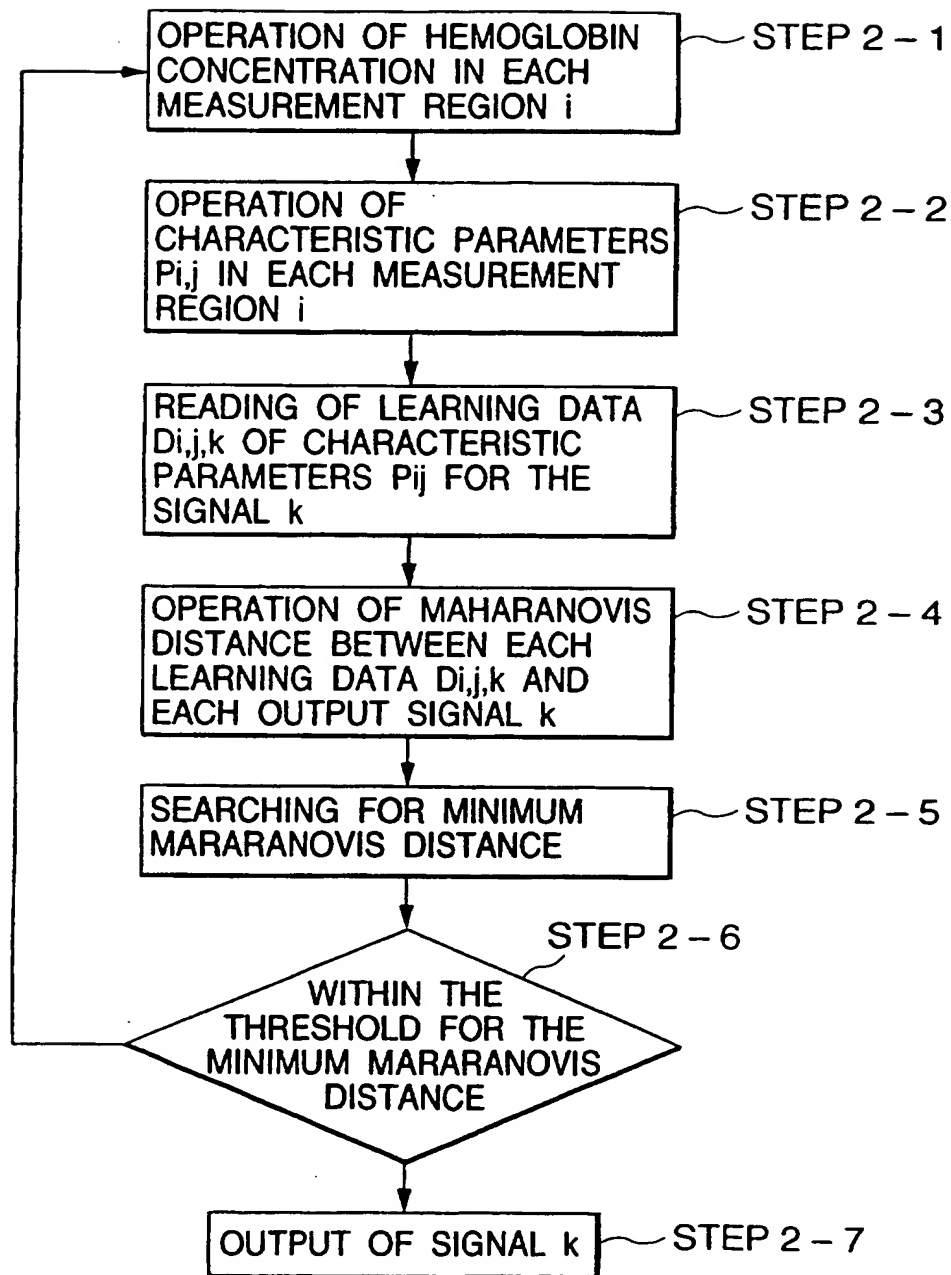 OPERATION OF HEMOGLOBIN
CONCENTRATION IN EACH
MEASUREMENT REGION i
STEP 2-1
OPERATION OF
CHARACTERISTIC PARAMETERS
Pi,j IN EACH MEASUREMENT
REGION i
STEP 2-2
READING OF LEARNING DATA
Di,j,k OF CHARACTERISTIC
PARAMETERS Pij FOR THE
SIGNAL k
STEP 2-3
OPERATION OF MAHARANOVIS
DISTANCE BETWEEN EACH
LEARNING DATA Di,j,k AND
EACH OUTPUT SIGNAL k
STEP 2-4
SEARCHING FOR MINIMUM
MARARANOVIS DISTANCE
STEP 2-5
STEP 2-6
WITHIN THE
THRESHOLD FOR THE
MINIMUM MARARANOVIS
DISTANCE
OUTPUT OF SIGNAL k
STEP 2-7